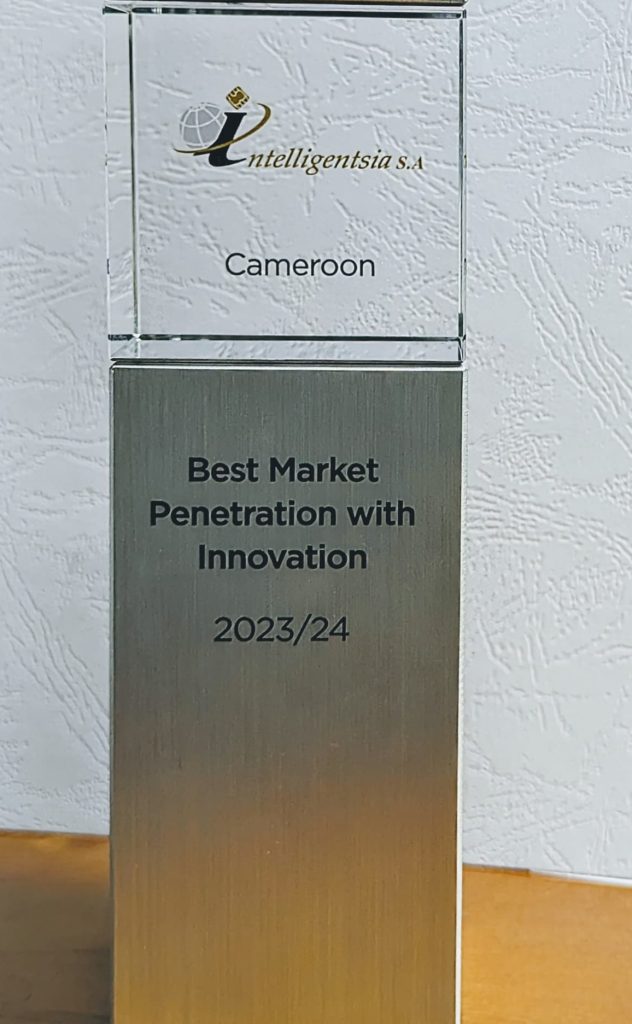 intelligentsia S.A
Cameroon
Best Market
Penetration with
Innovation
2023/24